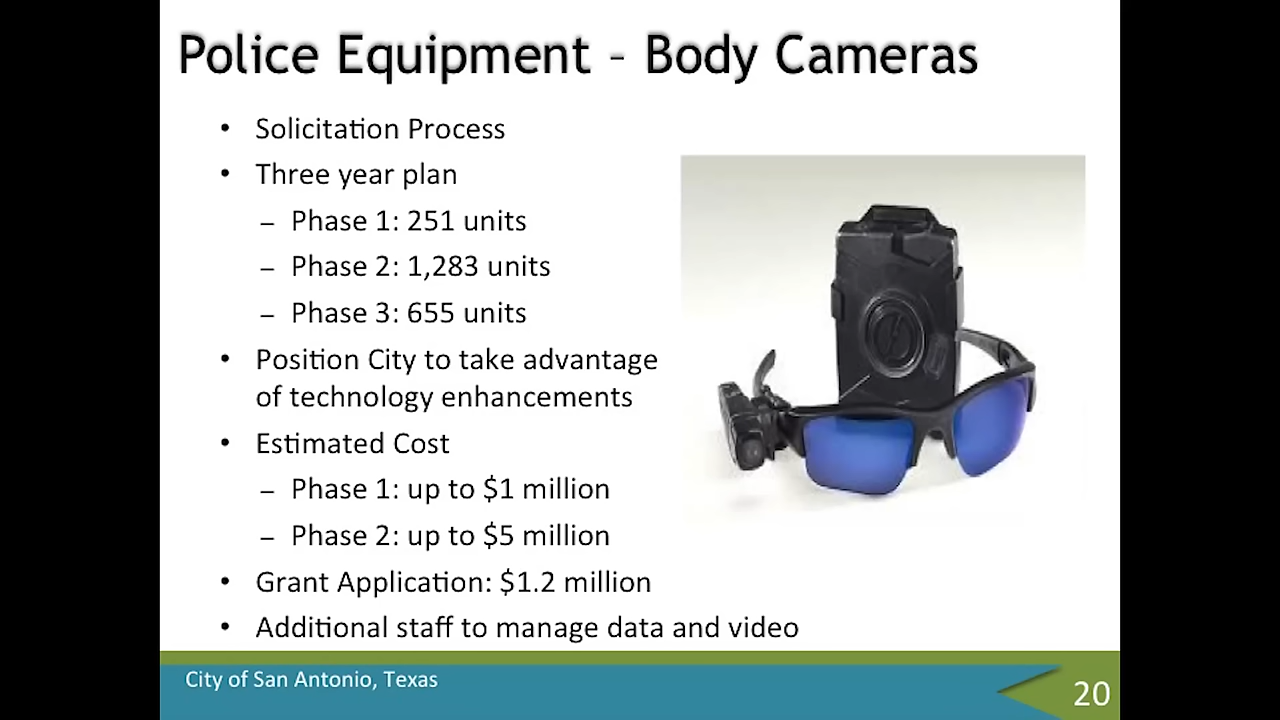 Police Equipment – Body Cameras
• Solicitation Process
• Three year plan
– Phase 1: 251 units
– Phase 2: 1,283 units
– Phase 3: 655 units
• Position City to take advantage
of technology enhancements
• Estimated Cost
– Phase 1: up to $1 million
– Phase 2: up to $5 million
• Grant Application: $1.2 million
• Additional staff to manage data and video
City of San Antonio, Texas
20